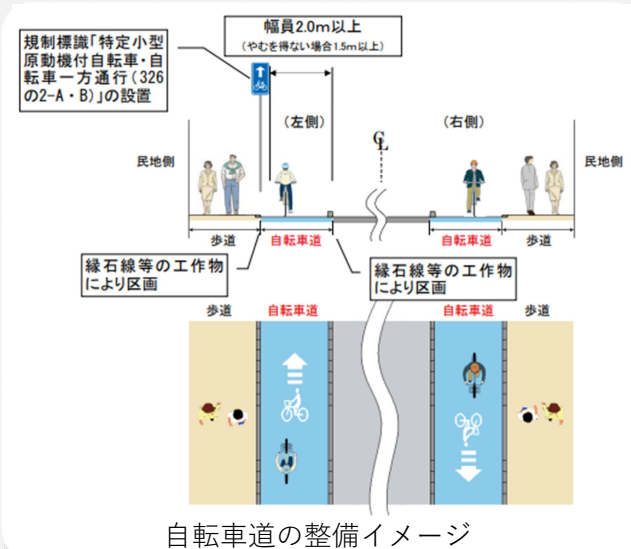 規制標識「特定小型
原動機付自転車・自
転車一方通行(326
の2-A・B)」の設置
幅員2.0m以上
(やむを得ない場合1.5m以上)
(左側)
(右側)
民地側
民地側
歩道
自転車道
自転車道
歩道
縁石線等の工作物
により区画
縁石線等の工作物
により区画
歩道
自転車道
自転車道
歩道
自転車道の整備イメージ